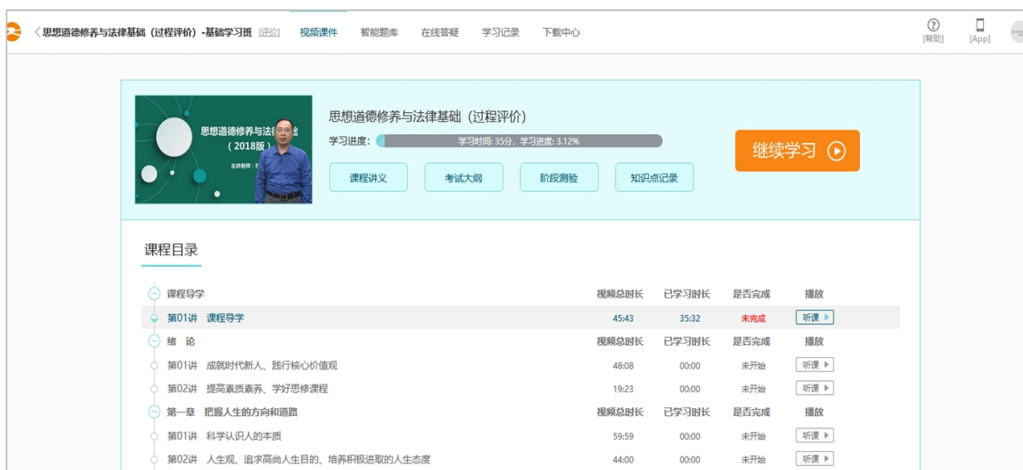 思想道德修养与法律基础（过程评价）-基础学习班 [评价] 视频课件 智能题库 在线答疑 学习记录 下载中心
[帮助] [App]
思想道德修养与法
（2018版）
主讲老师：
思想道德修养与法律基础（过程评价）
学习进度： 学习时间: 35分，学习进度: 3.12%
继续学习
课程讲义 考试大纲 阶段测验 知识点记录
课程目录
课程导学 视频总时长 已学习时长 是否完成 播放
第01讲 课程导学 45:43 35:32 未完成 听课
绪 论 视频总时长 已学习时长 是否完成 播放
第01讲 成就时代新人、践行核心价值观 48:08 00:00 未开始 听课
第02讲 提高素质素养、学好思修课程 19:23 00:00 未开始 听课
第一章 把握人生的方向和道路 视频总时长 已学习时长 是否完成 播放
第01讲 科学认识人的本质 59:59 00:00 未开始 听课
第02讲 人生观、追求高尚人生目的、培养积极进取的人生态度 44:00 00:00 未开始 听课